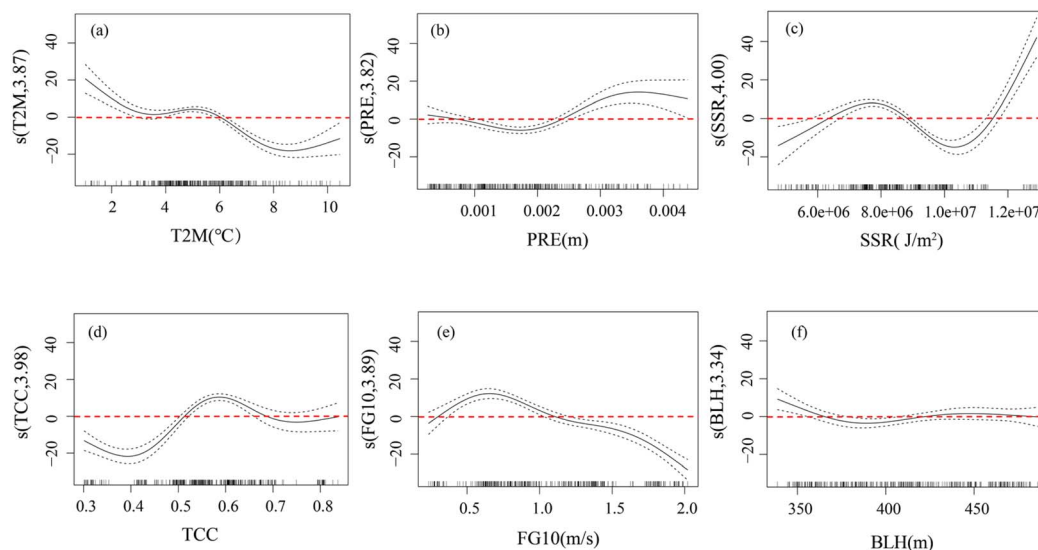 (a)
s(T2M,3.87)
40
20
0
−20
2 4 6 8 10
T2M(℃)
(b)
s(PRE,3.82)
40
20
0
−20
0.001 0.002 0.003 0.004
PRE(m)
(c)
s(SSR,4.00)
40
20
0
−20
6.0e+06 8.0e+06 1.0e+07 1.2e+07
SSR( J/m²)
(d)
s(TCC,3.98)
40
20
0
−20
0.3 0.4 0.5 0.6 0.7 0.8
TCC
(e)
s(FG10,3.89)
40
20
0
−20
0.5 1.0 1.5 2.0
FG10(m/s)
(f)
s(BLH,3.34)
40
20
0
−20
350 400 450
BLH(m)